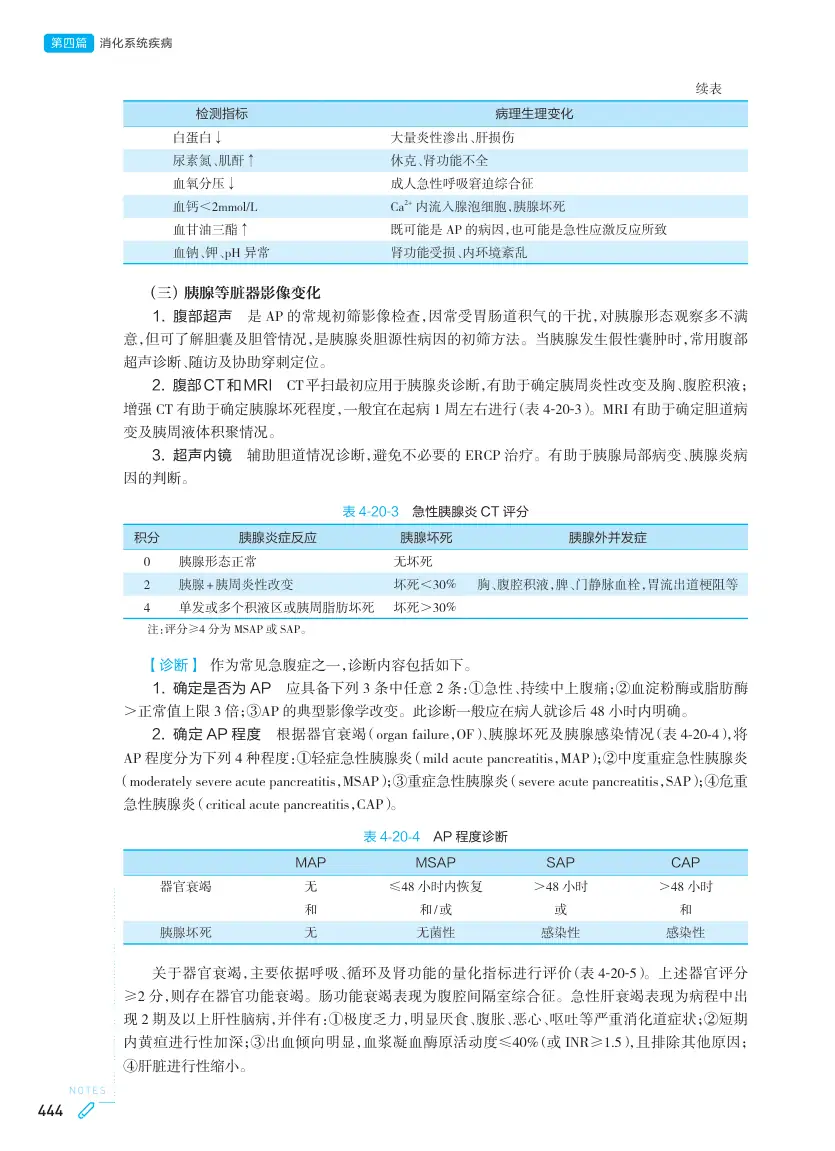 第四篇 消化系统疾病
续表
检测指标 病理生理变化
白蛋白↓ 大量炎性渗出、肝损伤
尿素氮、肌酐↑ 休克、肾功能不全
血氧分压↓ 成人急性呼吸窘迫综合征
血钙＜2mmol/L Ca²⁺ 内流入腺泡细胞，胰腺坏死
血甘油三酯↑ 既可能是 AP 的病因，也可能是急性应激反应所致
血钠、钾、pH 异常 肾功能受损、内环境紊乱
（三）胰腺等脏器影像变化
1. 腹部超声 是 AP 的常规初筛影像检查，因常受胃肠道积气的干扰，对胰腺形态观察多不满
意，但可了解胆囊及胆管情况，是胰腺炎胆源性病因的初筛方法。当胰腺发生假性囊肿时，常用腹部
超声诊断、随访及协助穿刺定位。
2. 腹部CT和MRI CT平扫最初应用于胰腺炎诊断，有助于确定胰周炎性改变及胸、腹腔积液；
增强 CT 有助于确定胰腺坏死程度，一般宜在起病 1 周左右进行（表 4-20-3）。MRI 有助于确定胆道病
变及胰周液体积聚情况。
3. 超声内镜 辅助胆道情况诊断，避免不必要的 ERCP 治疗。有助于胰腺局部病变、胰腺炎病
因的判断。
表 4-20-3 急性胰腺炎 CT 评分
积分 胰腺炎症反应 胰腺坏死 胰腺外并发症
0 胰腺形态正常 无坏死
2 胰腺+胰周炎性改变 坏死＜30% 胸、腹腔积液，脾、门静脉血栓，胃流出道梗阻等
4 单发或多个积液区或胰周脂肪坏死 坏死＞30%
注：评分≥4 分为 MSAP 或 SAP。
【诊断】 作为常见急腹症之一，诊断内容包括如下。
1. 确定是否为 AP 应具备下列 3 条中任意 2 条：①急性、持续中上腹痛；②血淀粉酶或脂肪酶
＞正常值上限 3 倍；③AP 的典型影像学改变。此诊断一般应在病人就诊后 48 小时内明确。
2. 确定 AP 程度 根据器官衰竭（organ failure，OF）、胰腺坏死及胰腺感染情况（表 4-20-4），将
AP 程度分为下列 4 种程度：①轻症急性胰腺炎（mild acute pancreatitis，MAP）；②中度重症急性胰腺炎
（moderately severe acute pancreatitis，MSAP）；③重症急性胰腺炎（severe acute pancreatitis，SAP）；④危重
急性胰腺炎（critical acute pancreatitis，CAP）。
表 4-20-4 AP 程度诊断
MAP MSAP SAP CAP
器官衰竭 无 ≤48 小时内恢复 ＞48 小时 ＞48 小时
和 和/或 或 和
胰腺坏死 无 无菌性 感染性 感染性
关于器官衰竭，主要依据呼吸、循环及肾功能的量化指标进行评价（表 4-20-5）。上述器官评分
≥2 分，则存在器官功能衰竭。肠功能衰竭表现为腹腔间隔室综合征。急性肝衰竭表现为病程中出
现 2 期及以上肝性脑病，并伴有：①极度乏力，明显厌食、腹胀、恶心、呕吐等严重消化道症状；②短期
内黄疸进行性加深；③出血倾向明显，血浆凝血酶原活动度≤40%（或 INR≥1.5），且排除其他原因；
④肝脏进行性缩小。
NOTES
444